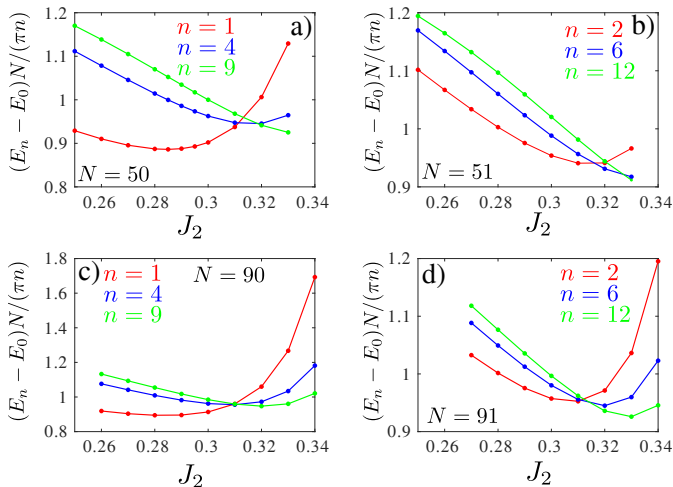 a)
n = 1
n = 4
n = 9
N = 50
(E_n − E_0)N/(πn)
1.2
1.1
1
0.9
0.8
0.26 0.28 0.3 0.32 0.34
J_2
b)
n = 2
n = 6
n = 12
N = 51
(E_n − E_0)N/(πn)
1.2
1.1
1
0.9
0.26 0.28 0.3 0.32 0.34
J_2
c)
n = 1
n = 4
n = 9
N = 90
(E_n − E_0)N/(πn)
1.8
1.6
1.4
1.2
1
0.8
0.26 0.28 0.3 0.32 0.34
J_2
d)
n = 2
n = 6
n = 12
N = 91
(E_n − E_0)N/(πn)
1.2
1.1
1
0.9
0.26 0.28 0.3 0.32 0.34
J_2